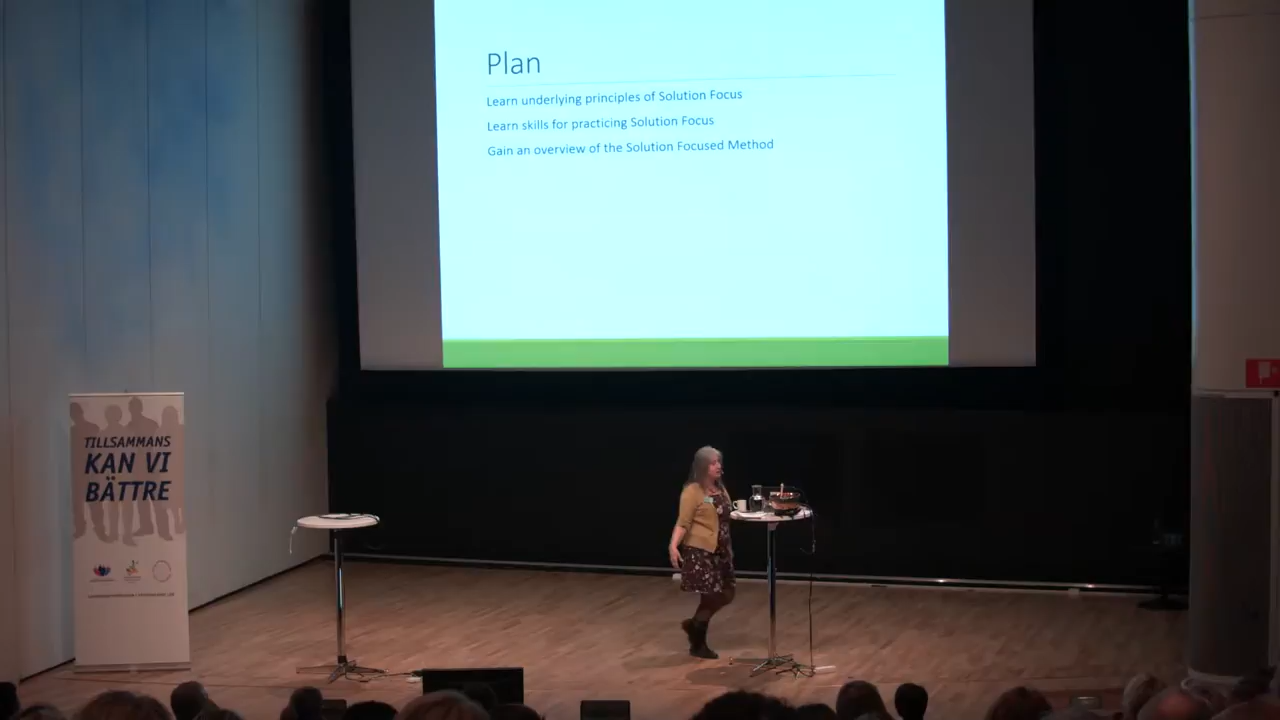 Plan
Learn underlying principles of Solution Focus
Learn skills for practicing Solution Focus
Gain an overview of the Solution Focused Method
TILLSAMMANS
KAN VI
BÄTTRE